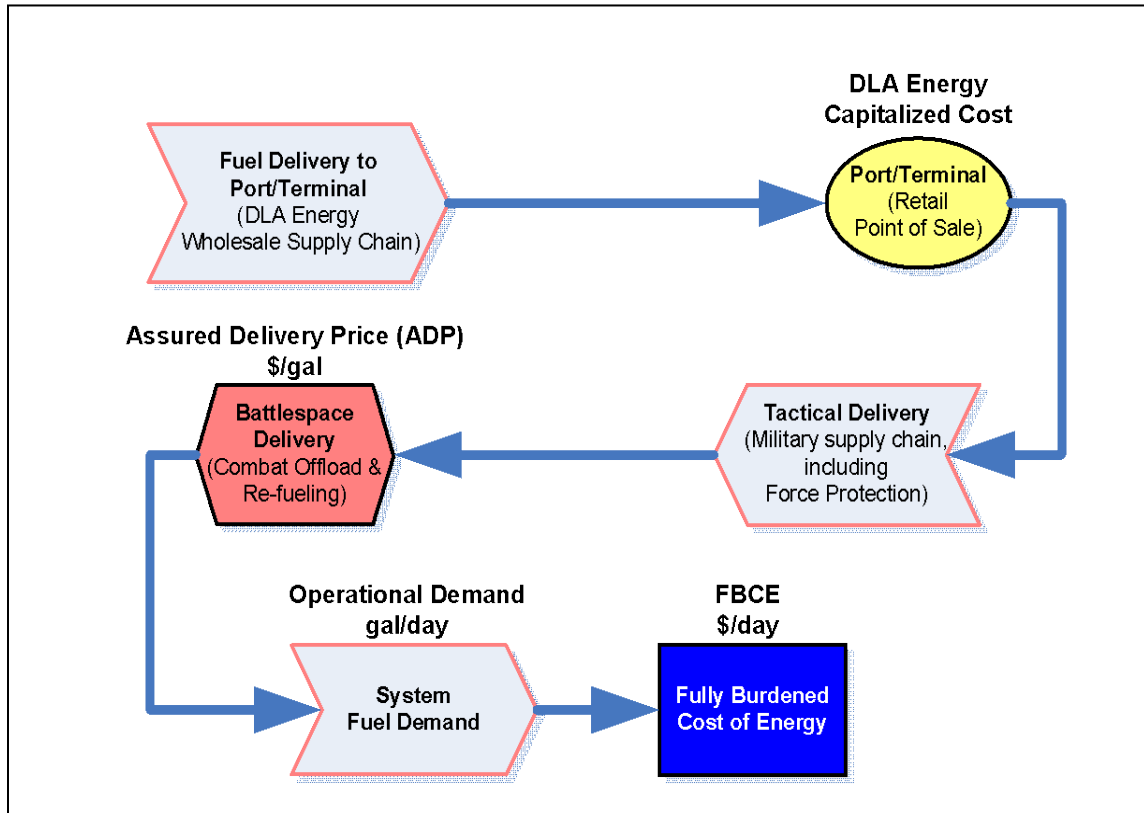 DLA Energy
Capitalized Cost
Fuel Delivery to
Port/Terminal
(DLA Energy
Wholesale Supply Chain)
Port/Terminal
(Retail
Point of Sale)
Assured Delivery Price (ADP)
$/gal
Battlespace
Delivery
(Combat Offload &
Re-fueling)
Tactical Delivery
(Military supply chain,
including
Force Protection)
Operational Demand
gal/day
FBCE
$/day
System
Fuel Demand
Fully Burdened
Cost of Energy